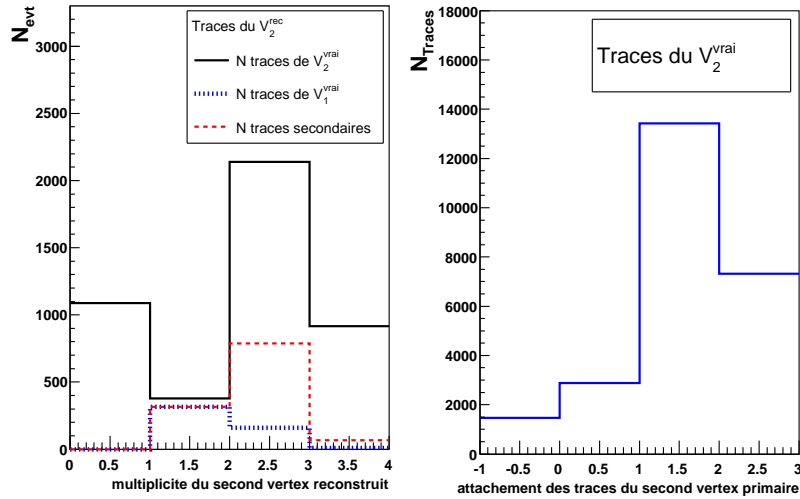 N_evt
3000
2500
2000
1500
1000
500
0
0 0.5 1 1.5 2 2.5 3 3.5 4
multiplicite du second vertex reconstruit
Traces du V_2^rec
N traces de V_2^vrai
N traces de V_1^vrai
N traces secondaires
N_Traces
18000
16000
14000
12000
10000
8000
6000
4000
2000
0
-1 -0.5 0 0.5 1 1.5 2 2.5 3
attachement des traces du second vertex primaire
Traces du V_2^vrai